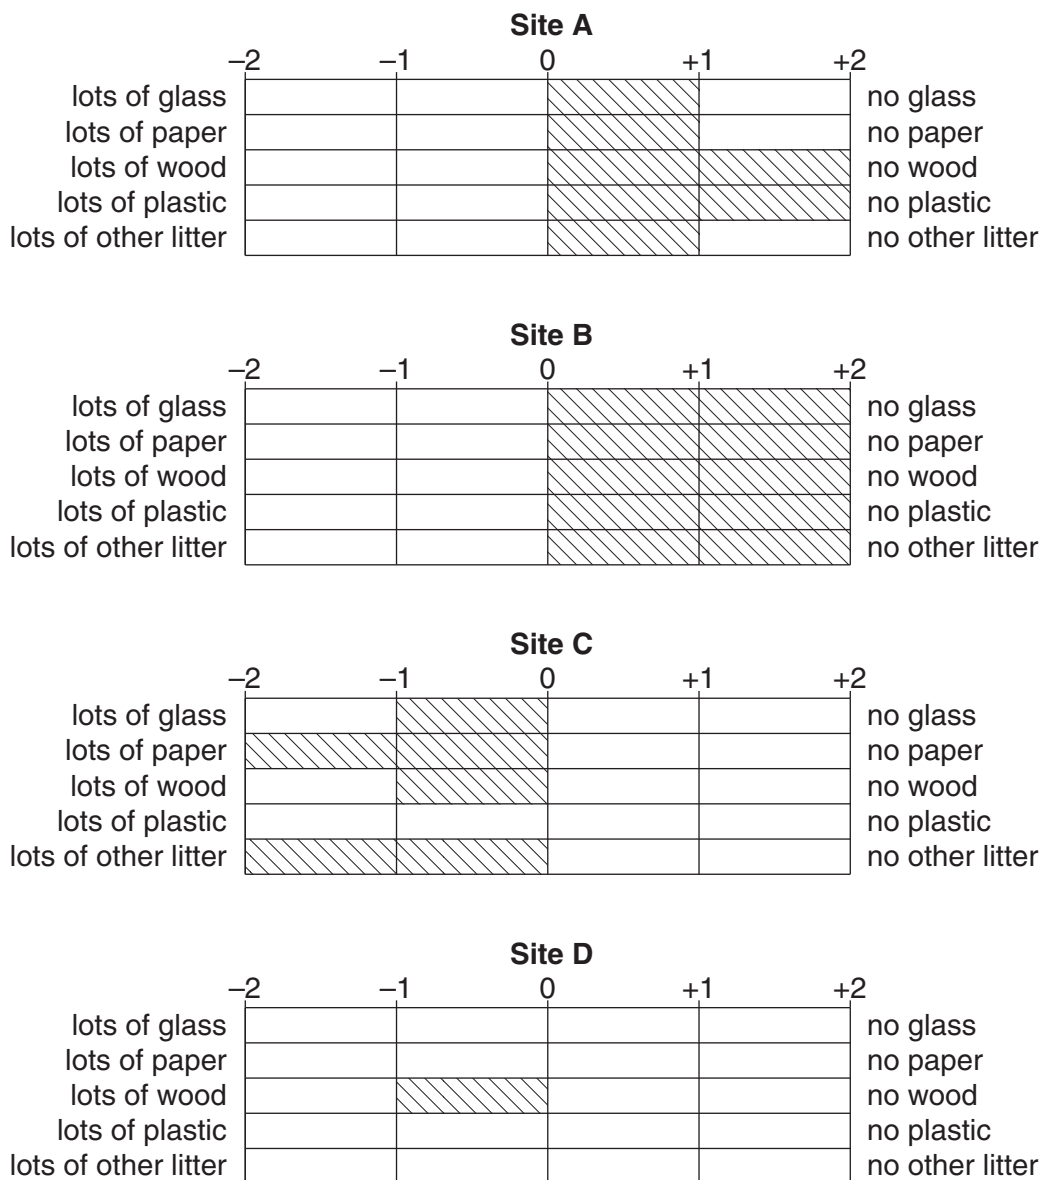 Site A
–2 –1 0 +1 +2
lots of glass no glass
lots of paper no paper
lots of wood no wood
lots of plastic no plastic
lots of other litter no other litter
Site B
–2 –1 0 +1 +2
lots of glass no glass
lots of paper no paper
lots of wood no wood
lots of plastic no plastic
lots of other litter no other litter
Site C
–2 –1 0 +1 +2
lots of glass no glass
lots of paper no paper
lots of wood no wood
lots of plastic no plastic
lots of other litter no other litter
Site D
–2 –1 0 +1 +2
lots of glass no glass
lots of paper no paper
lots of wood no wood
lots of plastic no plastic
lots of other litter no other litter